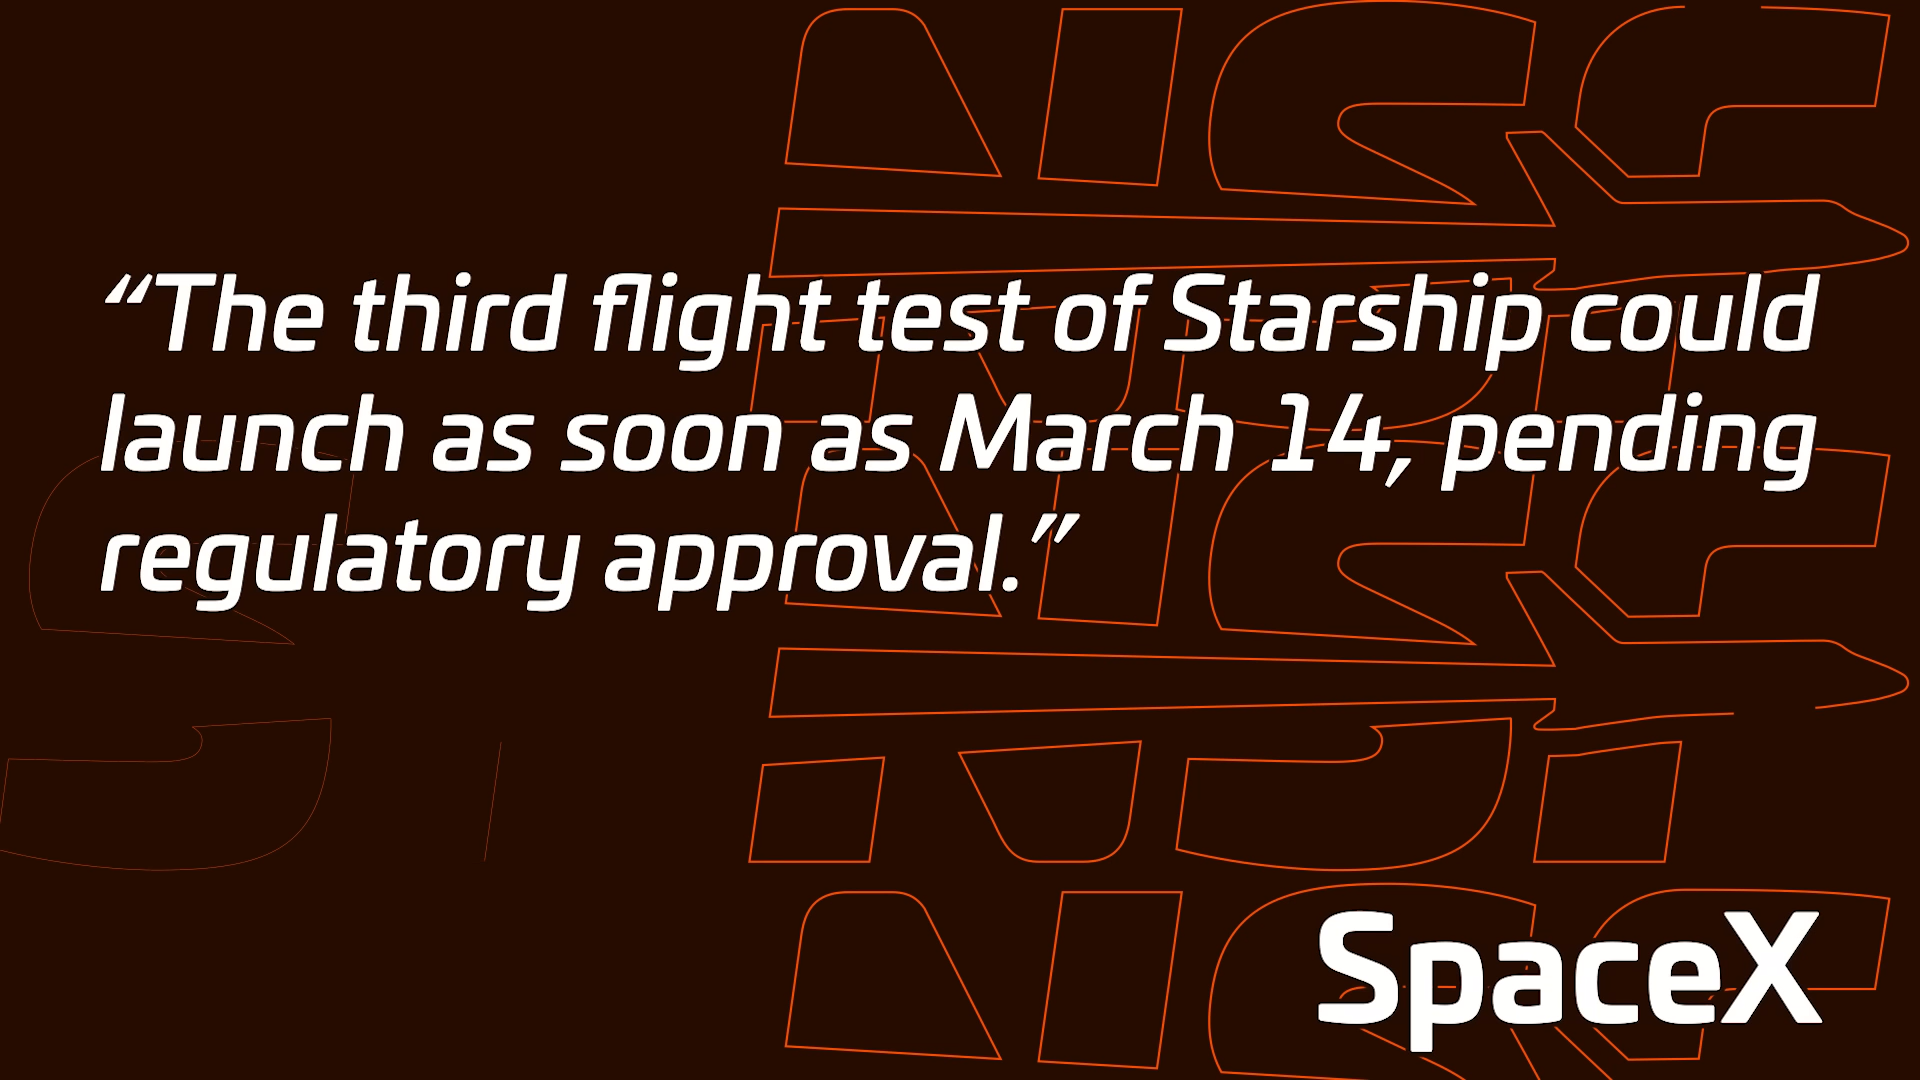 “The third flight test of Starship could
launch as soon as March 14, pending
regulatory approval.”
SpaceX